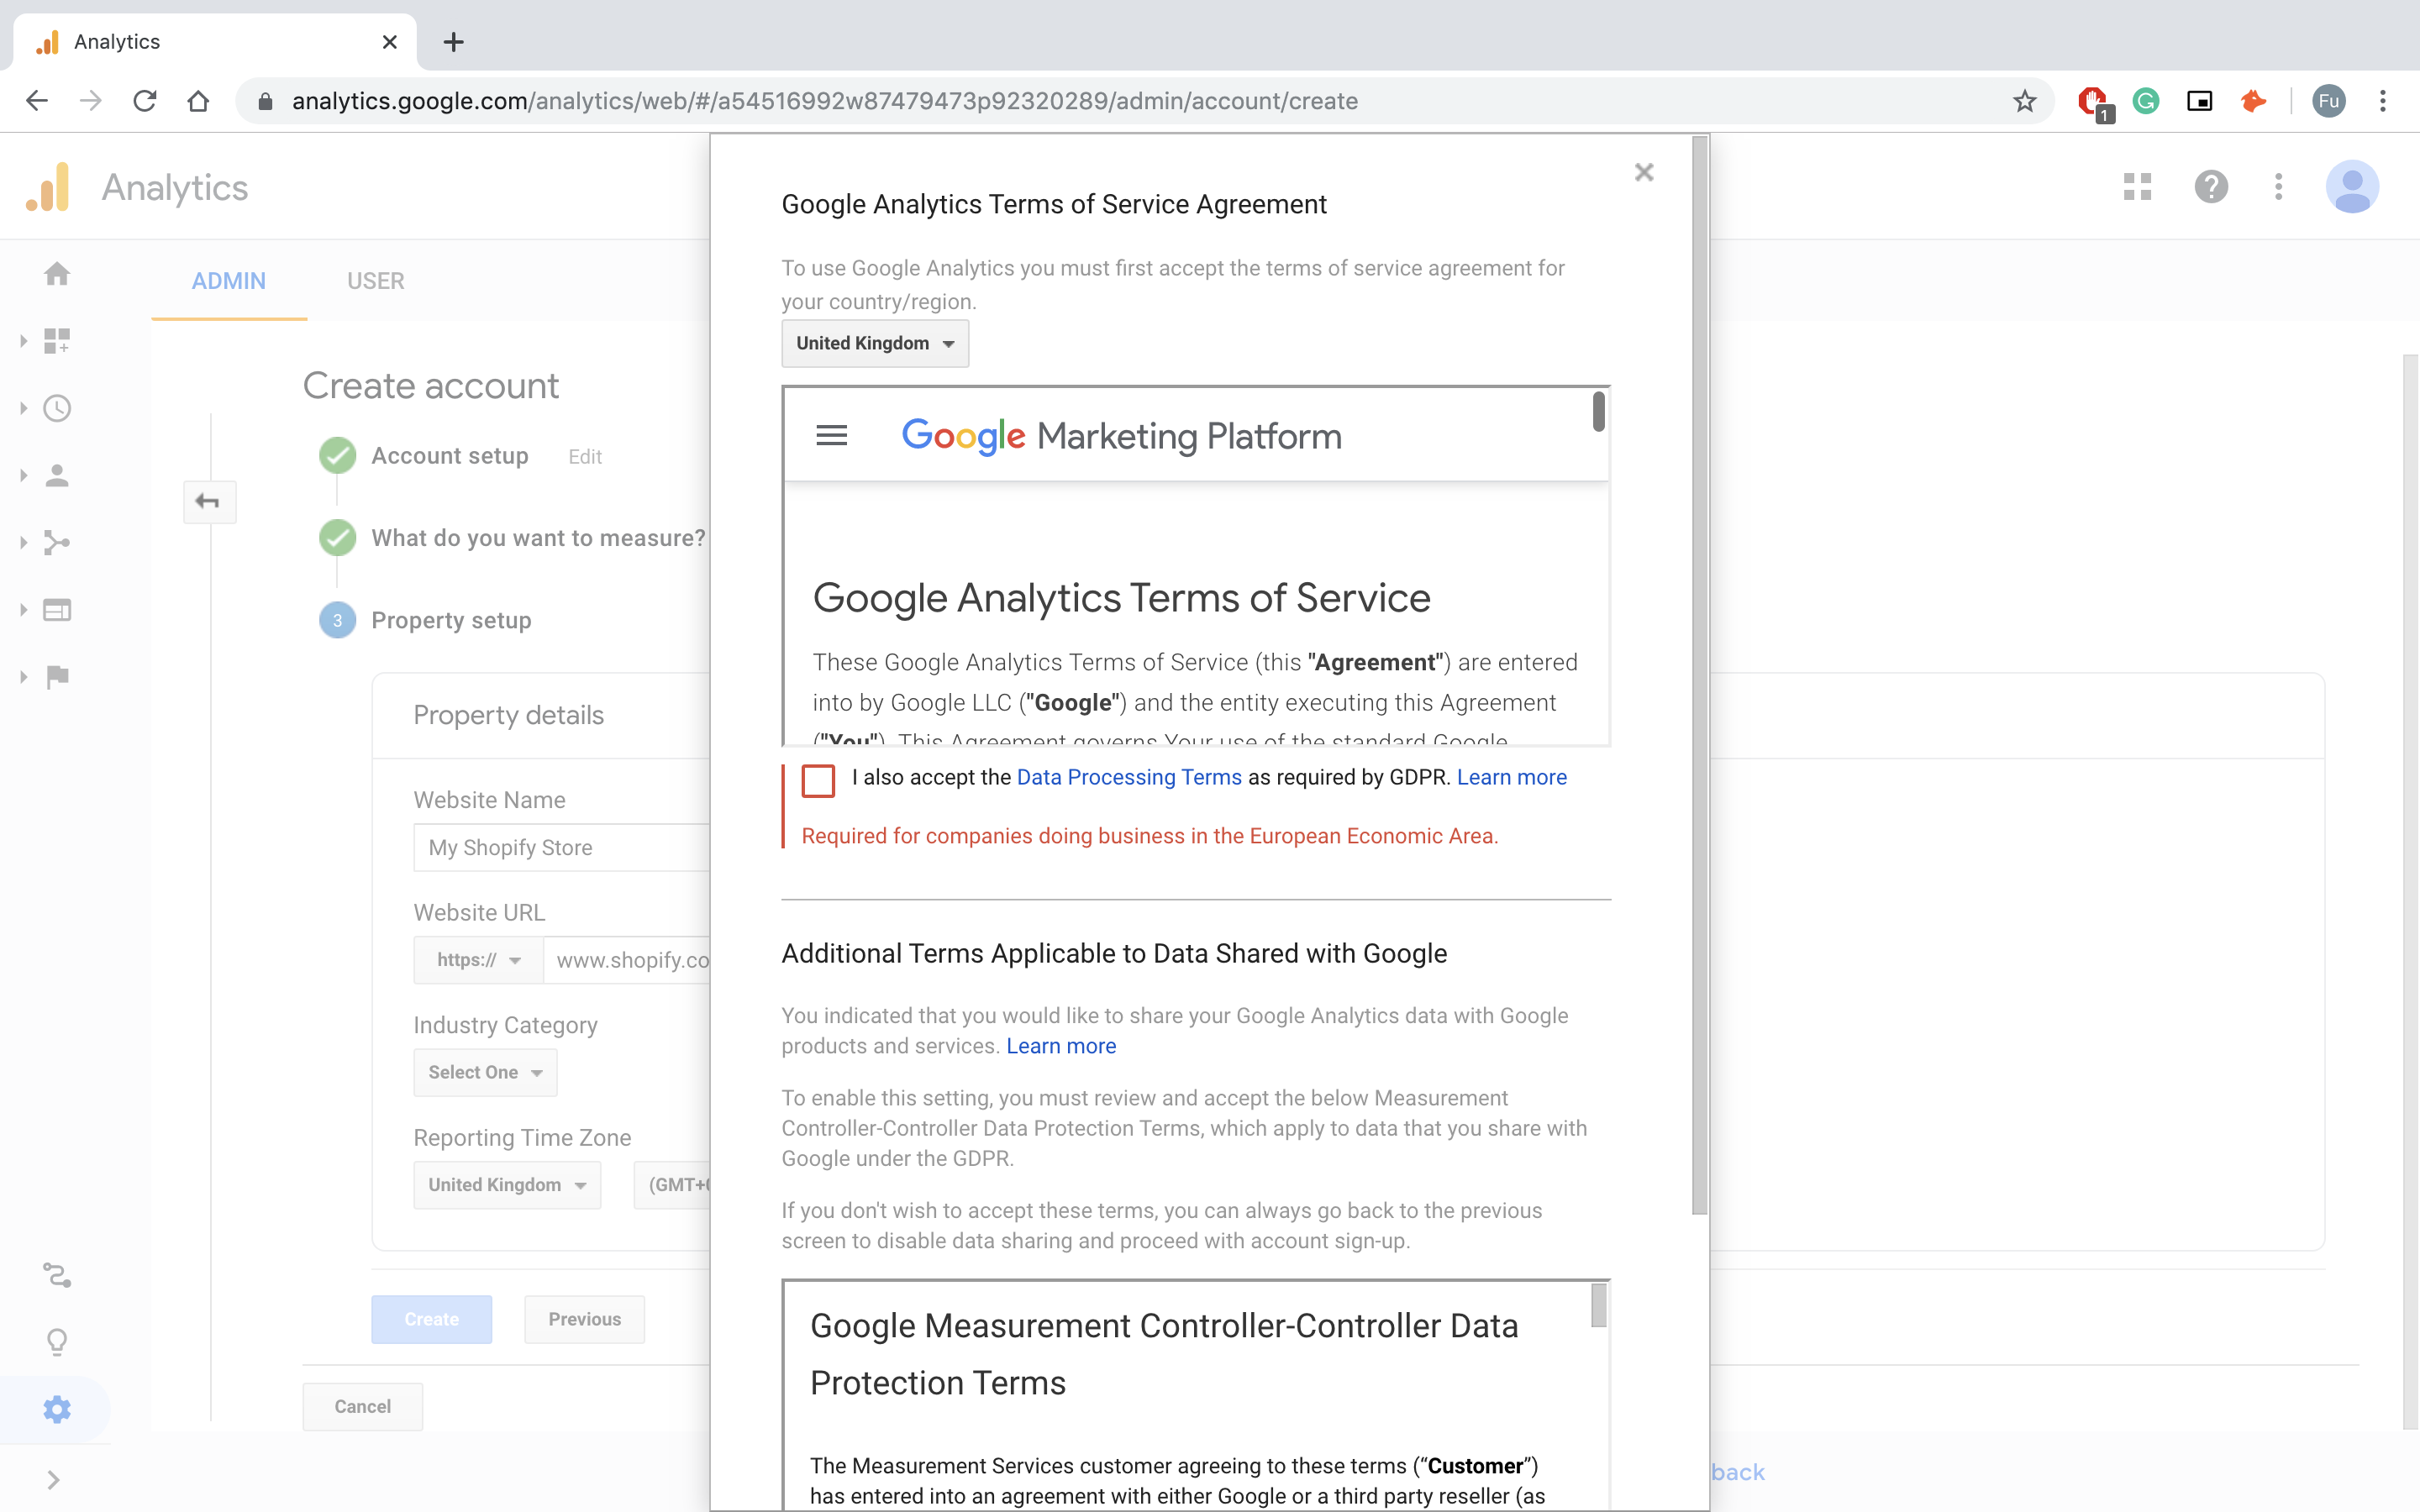 Analytics
analytics.google.com/analytics/web/#/a54516992w87479473p92320289/admin/account/create
1
Fu
Analytics
ADMIN
USER
Create account
Account setup
Edit
What do you want to measure?
3
Property setup
Property details
Website Name
My Shopify Store
Website URL
https://
www.shopify.co
Industry Category
Select One
Reporting Time Zone
United Kingdom
(GMT+0
Create
Previous
Cancel
Google Analytics Terms of Service Agreement
To use Google Analytics you must first accept the terms of service agreement for
your country/region.
United Kingdom
Google Marketing Platform
Google Analytics Terms of Service
These Google Analytics Terms of Service (this "Agreement") are entered
into by Google LLC ("Google") and the entity executing this Agreement
("You"). This Agreement governs Your use of the standard Google
I also accept the Data Processing Terms as required by GDPR. Learn more
Required for companies doing business in the European Economic Area.
Additional Terms Applicable to Data Shared with Google
You indicated that you would like to share your Google Analytics data with Google
products and services. Learn more
To enable this setting, you must review and accept the below Measurement
Controller-Controller Data Protection Terms, which apply to data that you share with
Google under the GDPR.
If you don't wish to accept these terms, you can always go back to the previous
screen to disable data sharing and proceed with account sign-up.
Google Measurement Controller-Controller Data
Protection Terms
The Measurement Services customer agreeing to these terms (“Customer”)
has entered into an agreement with either Google or a third party reseller (as
back